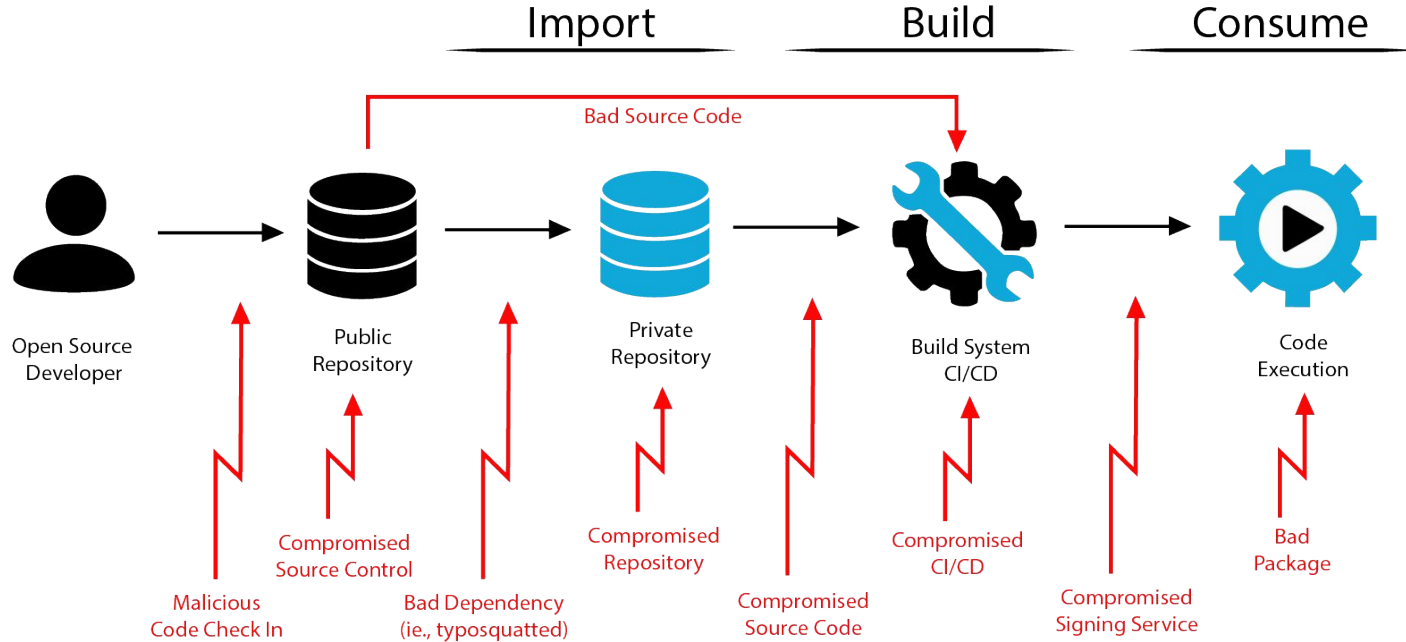 Import
Build
Consume
Bad Source Code
Open Source
Developer
Public
Repository
Private
Repository
Build System
CI/CD
Code
Execution
Malicious
Code Check In
Compromised
Source Control
Bad Dependency
(ie., typosquatted)
Compromised
Repository
Compromised
Source Code
Compromised
CI/CD
Compromised
Signing Service
Bad
Package